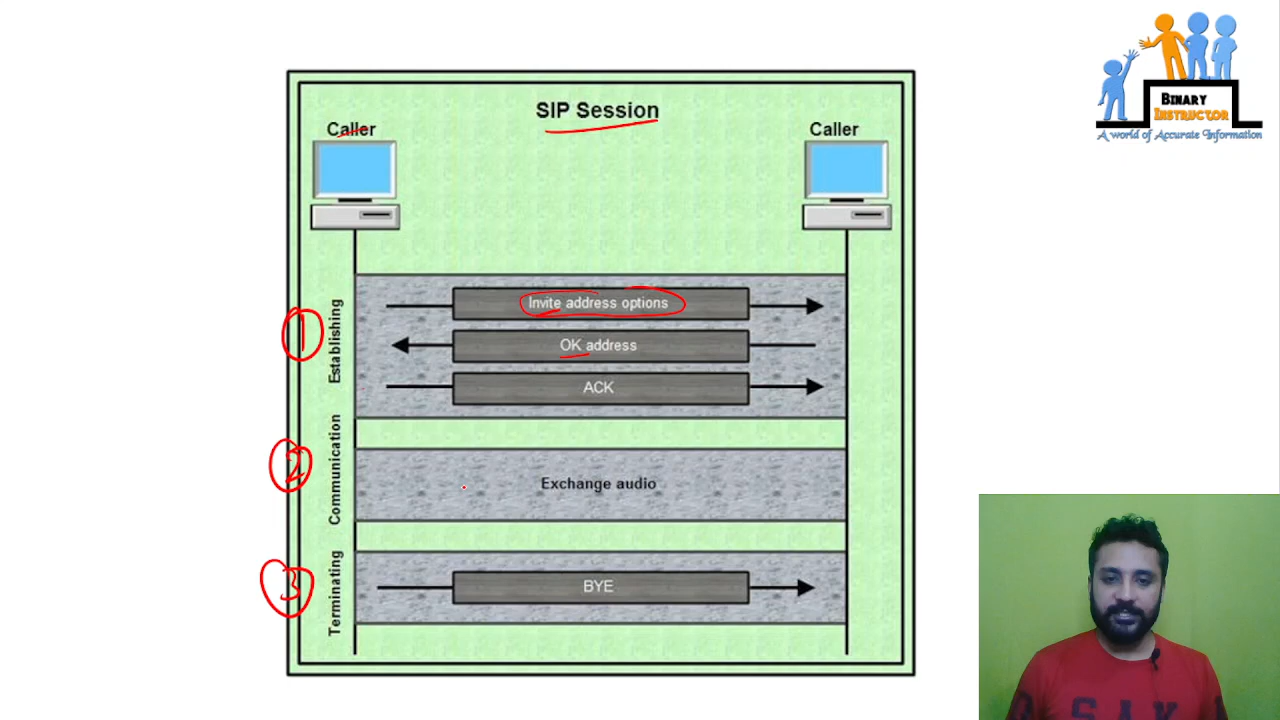 SIP Session
Caller
Caller
BINARY
INSTRUCTOR
A world of Accurate Information
1
Establishing
Invite address options
OK address
ACK
2
Communication
Exchange audio
3
Terminating
BYE